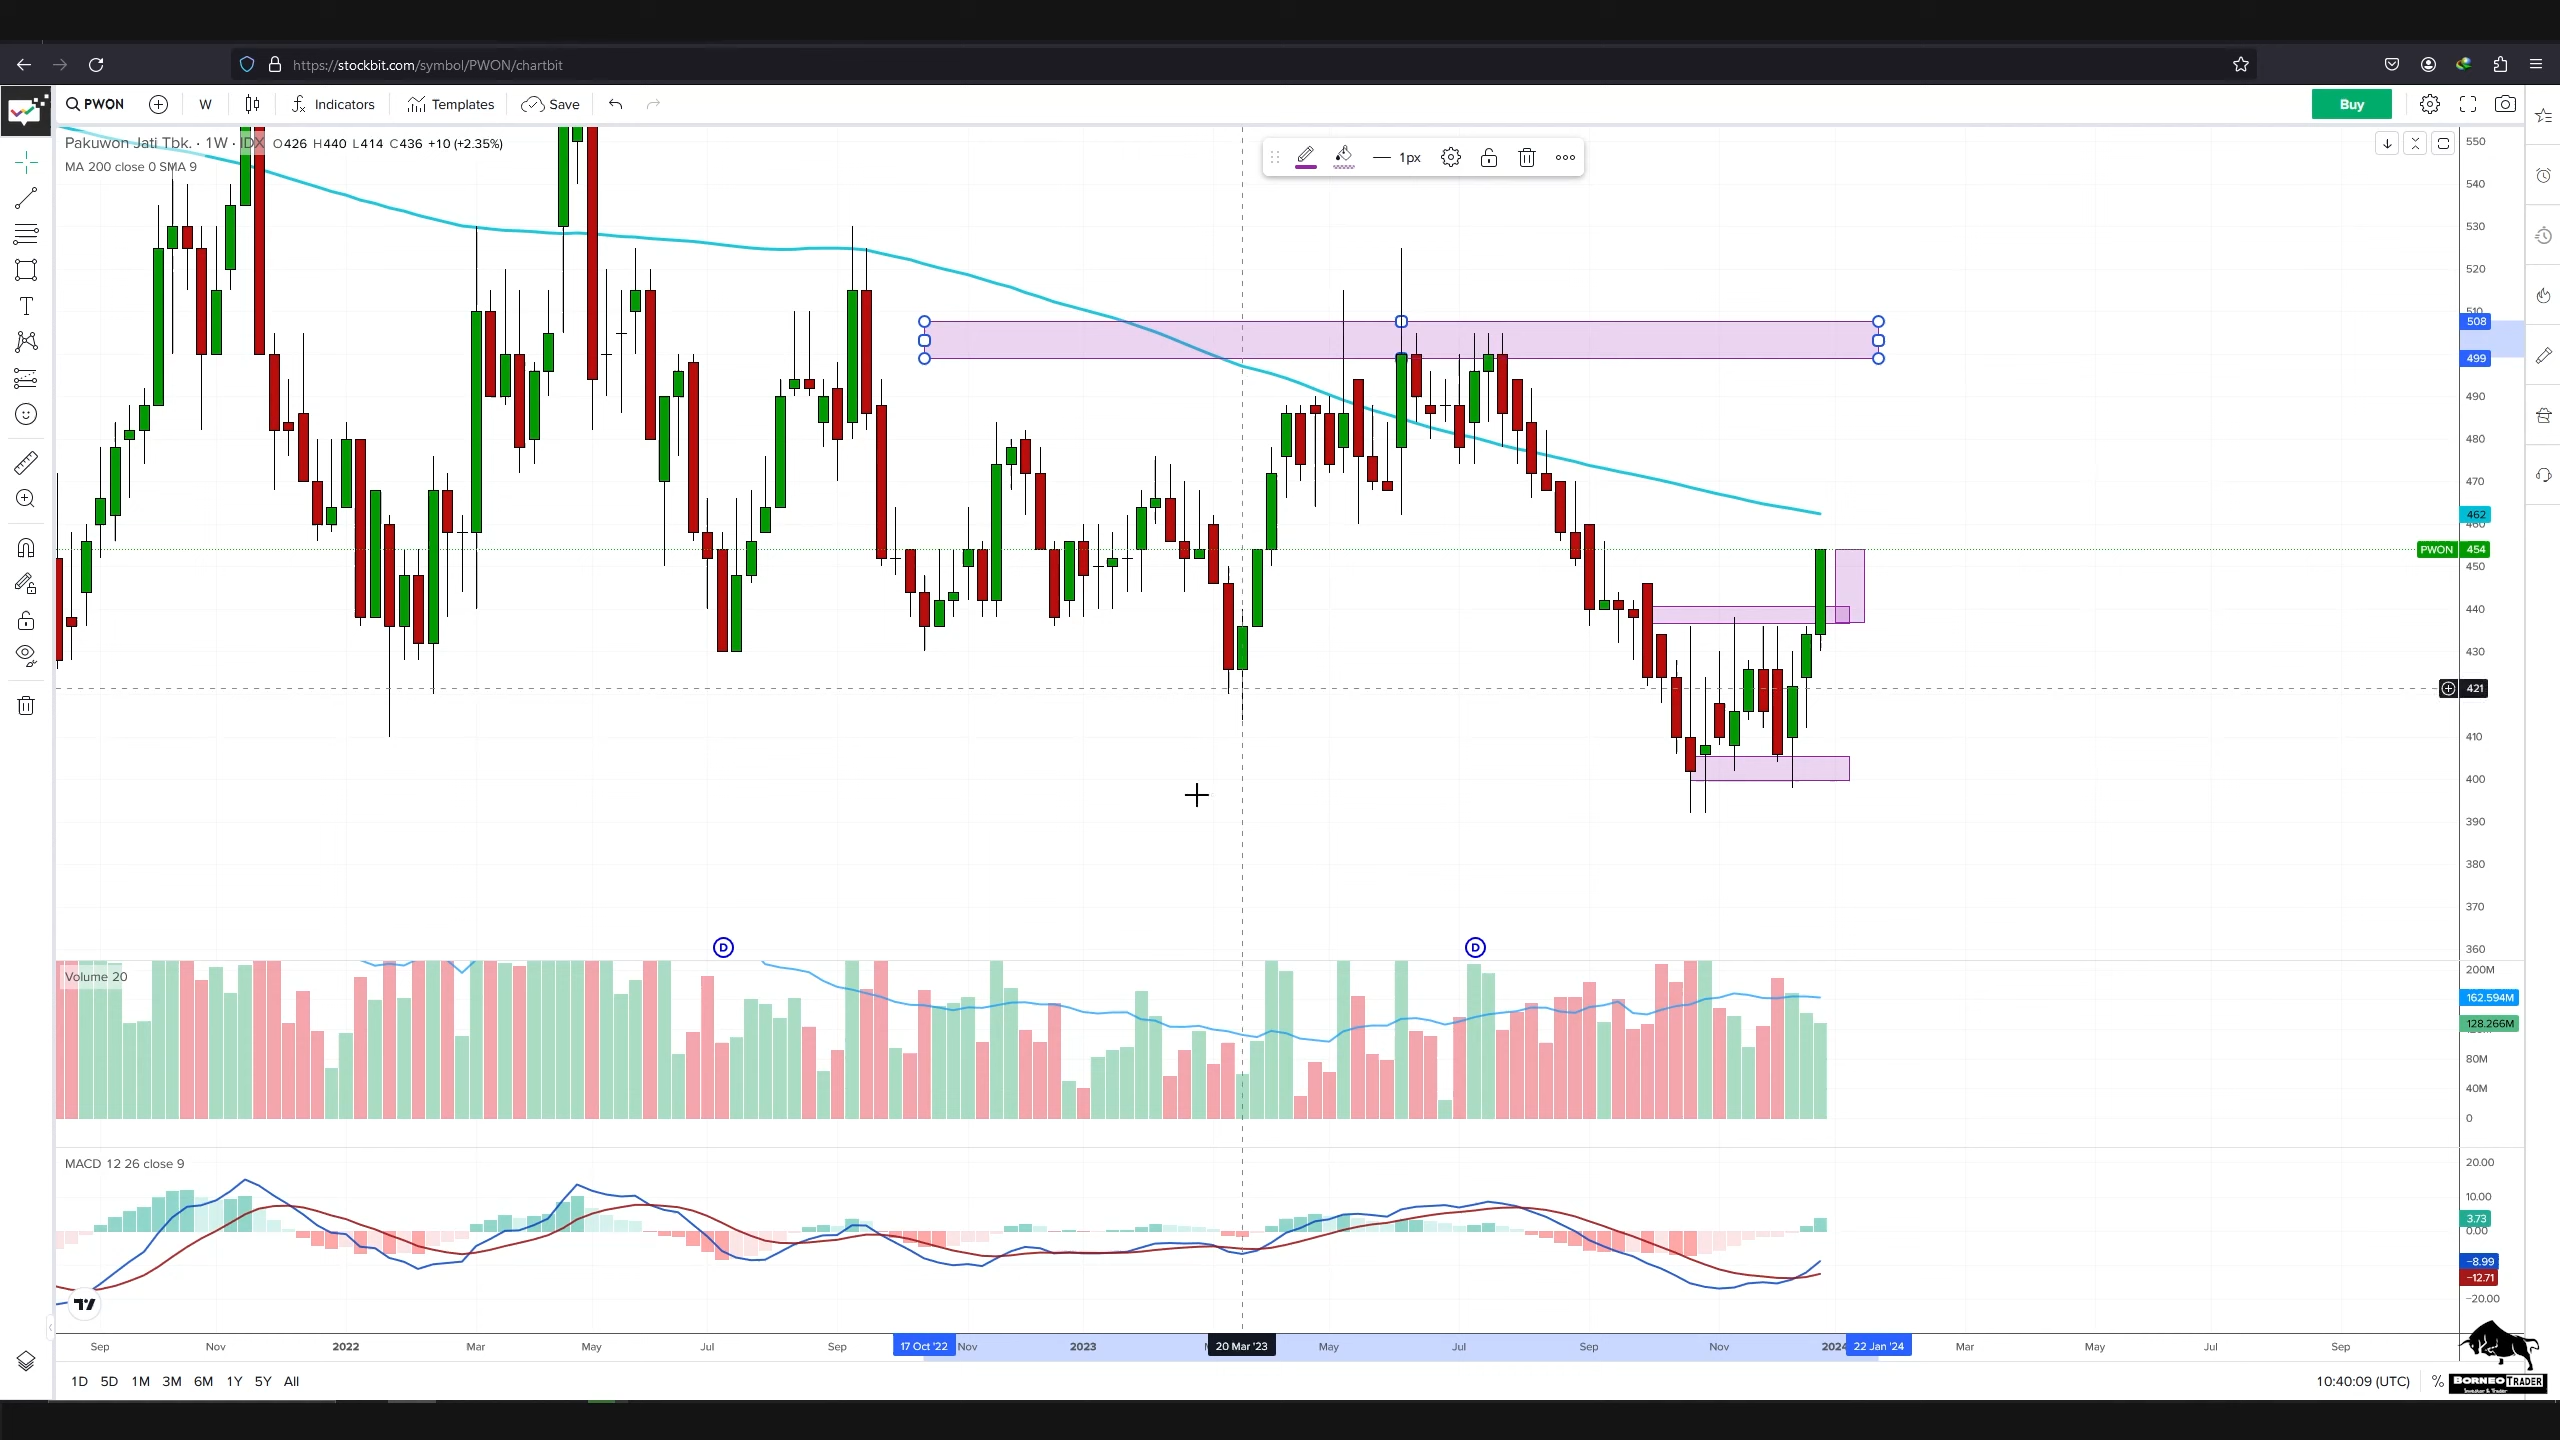 https://stockbit.com/symbol/PWON/chartbit
PWON W Indicators Templates Save Buy
Pakuwon Jati Tbk. · 1W · IDX O426 H440 L414 C436 +10 (+2.35%)
MA 200 close 0 SMA 9
1px
550
540
530
520
510
508
499
490
480
470
462
460
PWON 454
450
440
430
421
410
400
390
380
370
360
D D
Volume 20
200M
162.594M
128.266M
80M
40M
0
MACD 12 26 close 9
20.00
10.00
3.73
0.00
−8.99
−12.71
−20.00
Sep Nov 2022 Mar May Jul Sep 17 Oct '22 Nov 2023 20 Mar '23 May Jul Sep Nov 2024 22 Jan '24 Mar May Jul Sep
1D 5D 1M 3M 6M 1Y 5Y All 10:40:09 (UTC) %
BORNEO TRADER
Investor & Trader